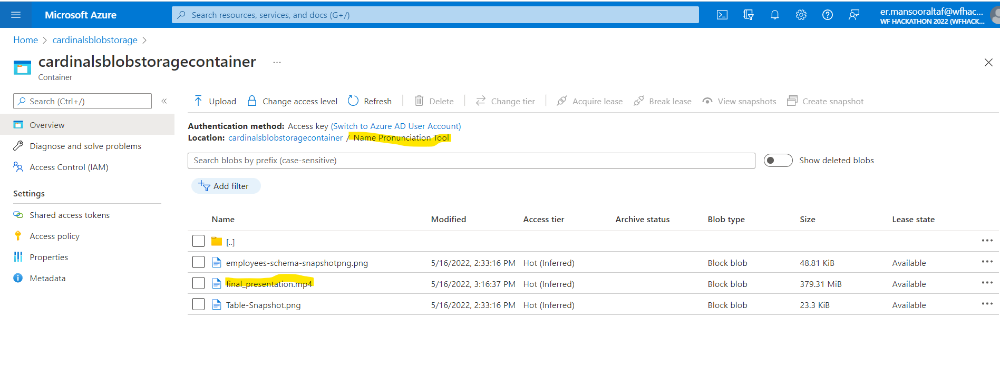 Microsoft Azure
Search resources, services, and docs (G+/)
er.mansooraltaf@wfhac...
WF HACKATHON 2022 (WFHACK...
Home > cardinalsblobstorage >
cardinalsblobstoragecontainer ...
Container
Search (Ctrl+/) «
Upload Change access level Refresh Delete Change tier Acquire lease Break lease View snapshots Create snapshot
Overview
Diagnose and solve problems
Access Control (IAM)
Settings
Shared access tokens
Access policy
Properties
Metadata
Authentication method: Access key (Switch to Azure AD User Account)
Location: cardinalsblobstoragecontainer / Name Pronunciation Tool
Search blobs by prefix (case-sensitive)
Show deleted blobs
Add filter
Name Modified Access tier Archive status Blob type Size Lease state
[..] ...
employees-schema-snapshotpng.png 5/16/2022, 2:33:16 PM Hot (Inferred) Block blob 48.81 KiB Available ...
final_presentation.mp4 5/16/2022, 3:16:37 PM Hot (Inferred) Block blob 379.31 MiB Available ...
Table-Snapshot.png 5/16/2022, 2:33:16 PM Hot (Inferred) Block blob 23.3 KiB Available ...